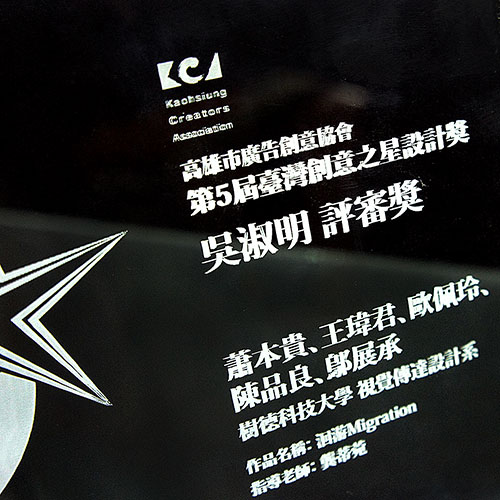 KCA
Kaohsiung
Creators
Association
高雄市廣告創意協會
第5屆臺灣創意之星設計獎
吳淑明 評審獎
蕭本貴、王瑋君、歐佩玲、
陳品良、鄔展承
樹德科技大學 視覺傳達設計系
作品名稱: 洄游Migration
指導老師: 龔蒂菀